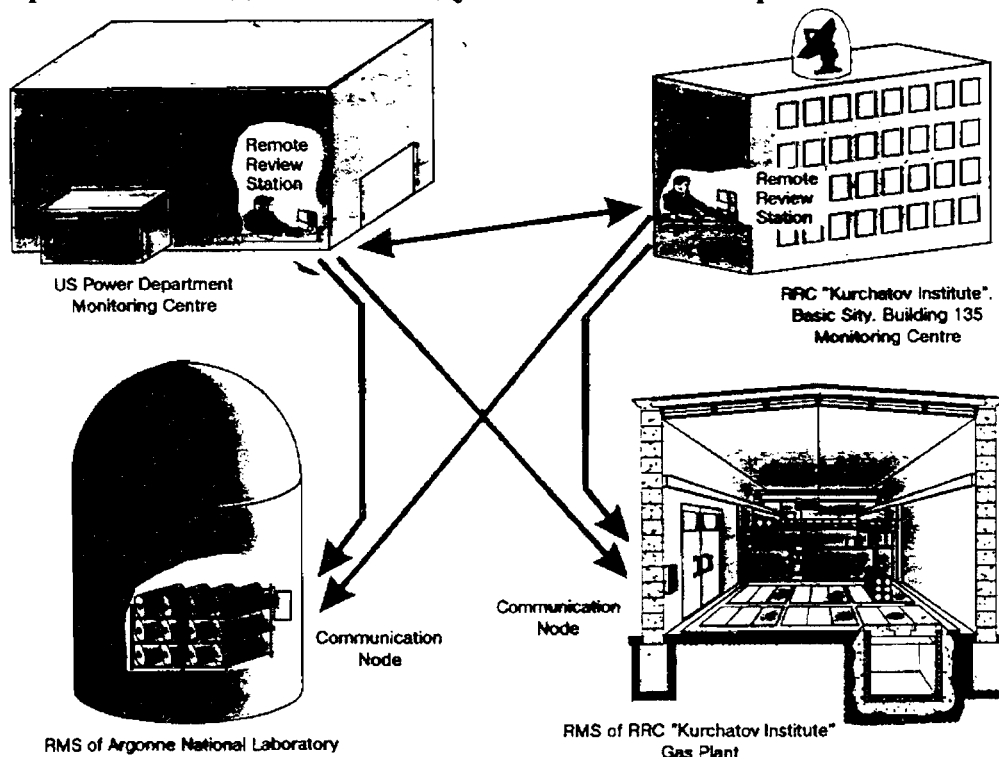 Remote
Review
Station
US Power Department
Monitoring Centre
Remote
Review
Station
RRC "Kurchatov Institute".
Basic Sity. Building 135
Monitoring Centre
Communication
Node
RMS of Argonne National Laboratory
Communication
Node
RMS of RRC "Kurchatov Institute"
Gas Plant